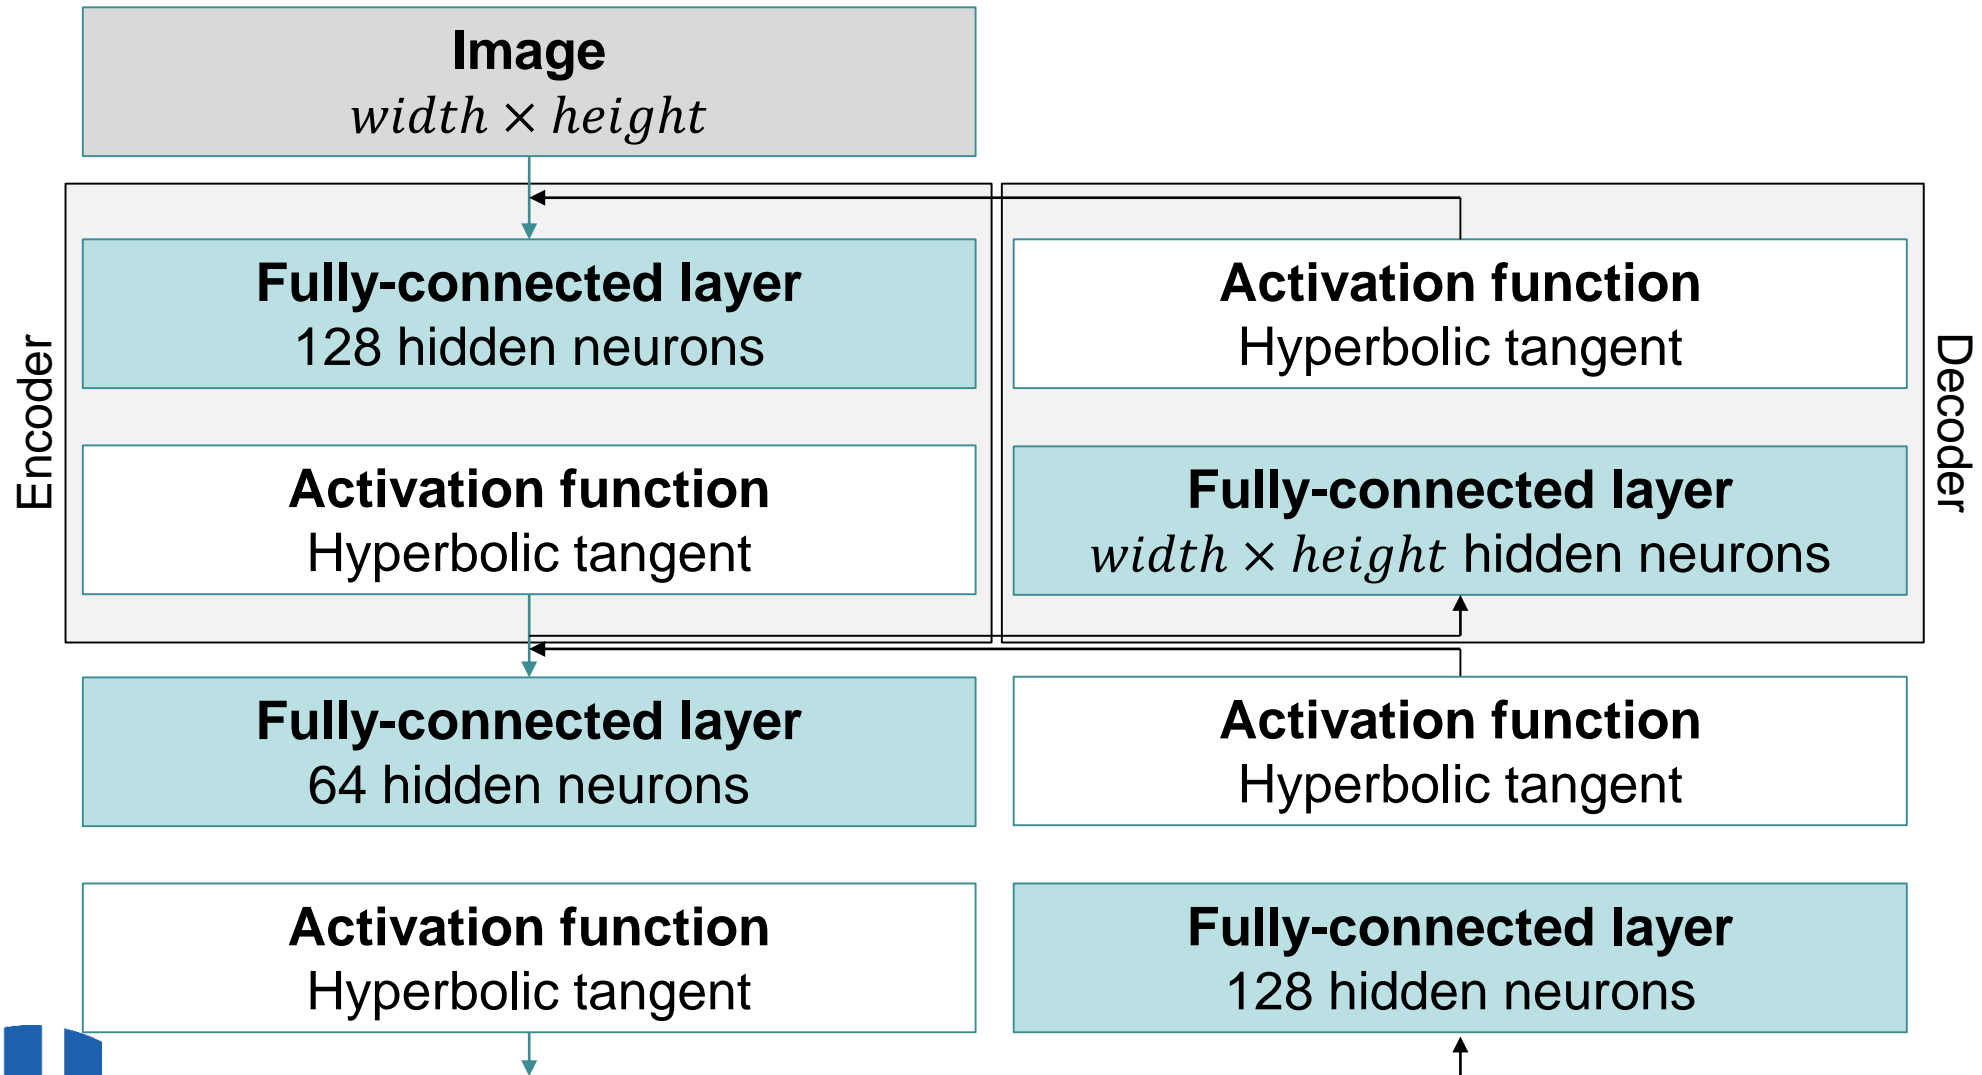 Image
width × height
Encoder
Fully-connected layer
128 hidden neurons
Activation function
Hyperbolic tangent
Activation function
Hyperbolic tangent
Fully-connected layer
width × height hidden neurons
Decoder
Fully-connected layer
64 hidden neurons
Activation function
Hyperbolic tangent
Activation function
Hyperbolic tangent
Fully-connected layer
128 hidden neurons